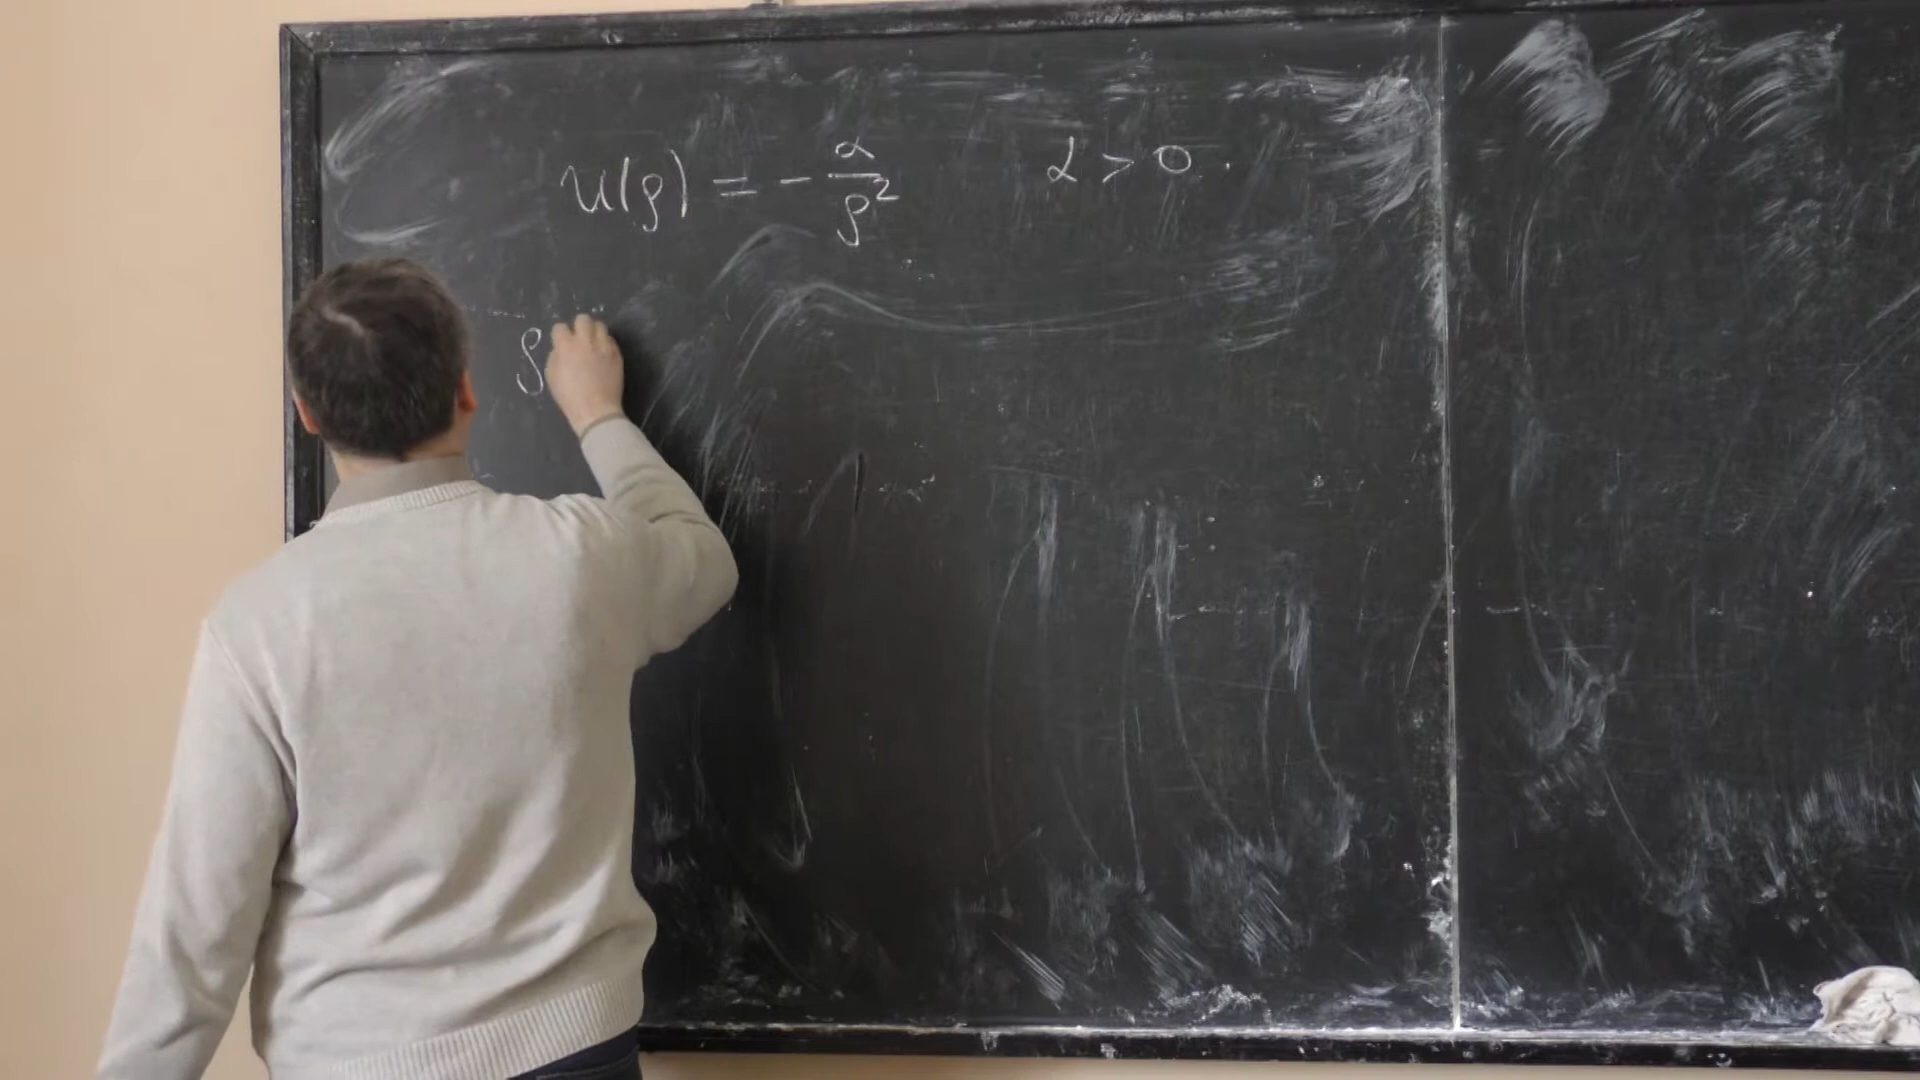 u(ρ) = - α/ρ² α > 0.
ρ